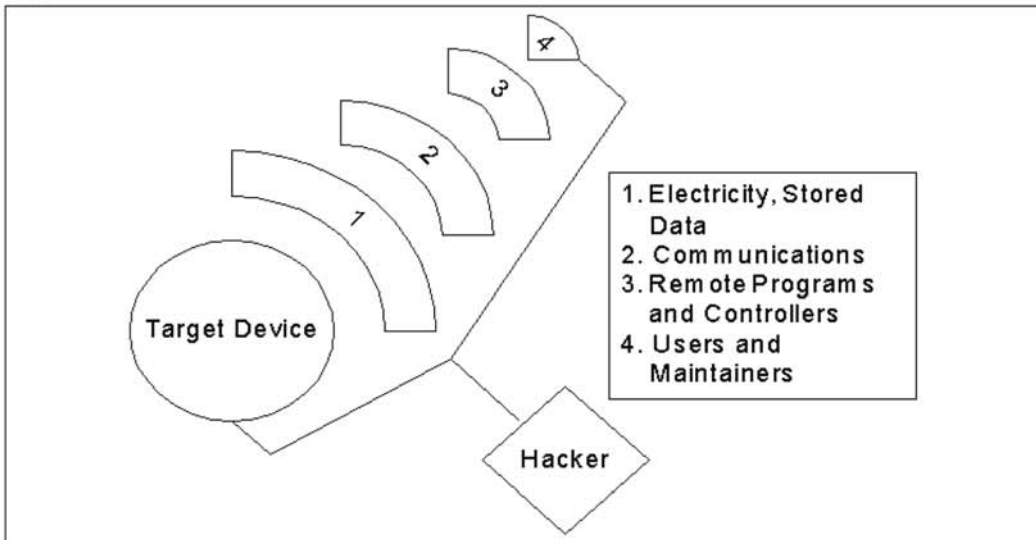 4
3
2
1
Target Device
Hacker
1. Electricity, Stored
Data
2. Communications
3. Remote Programs
and Controllers
4. Users and
Maintainers